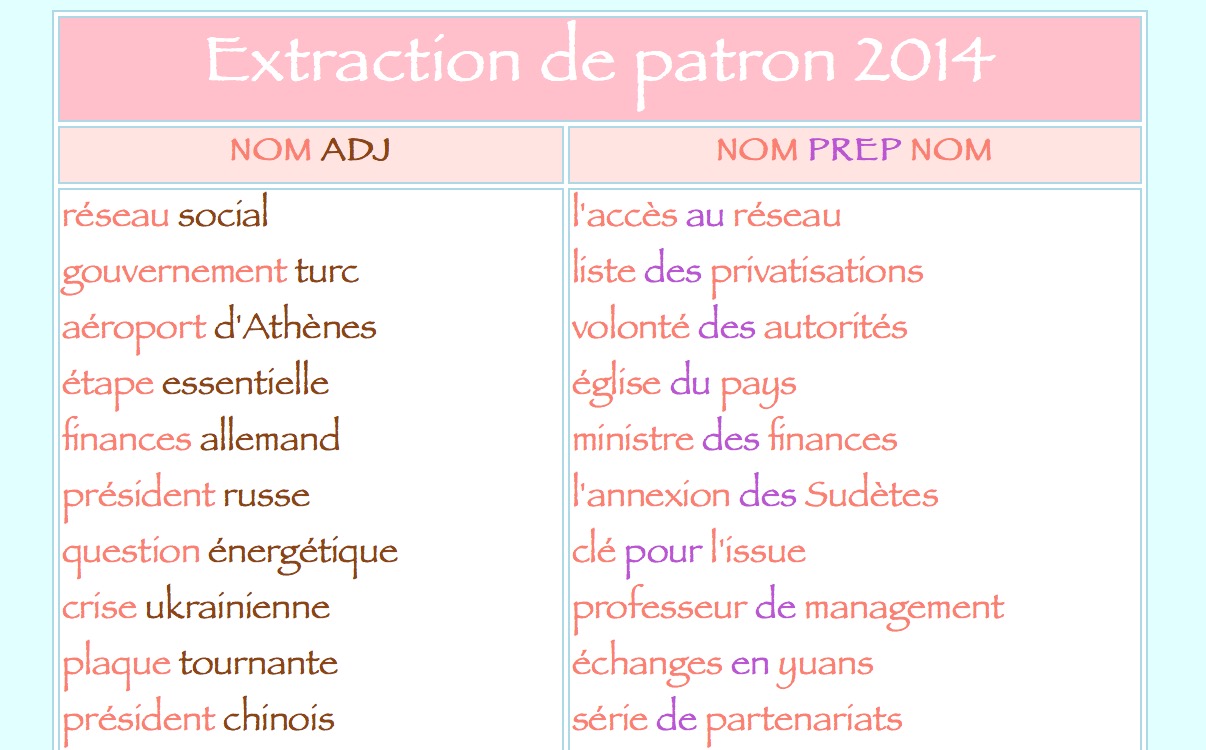 Extraction de patron 2014
NOM ADJ
NOM PREP NOM
réseau social
l'accès au réseau
gouvernement turc
liste des privatisations
aéroport d'Athènes
volonté des autorités
étape essentielle
église du pays
finances allemand
ministre des finances
président russe
l'annexion des Sudètes
question énergétique
clé pour l'issue
crise ukrainienne
professeur de management
plaque tournante
échanges en yuans
président chinois
série de partenariats